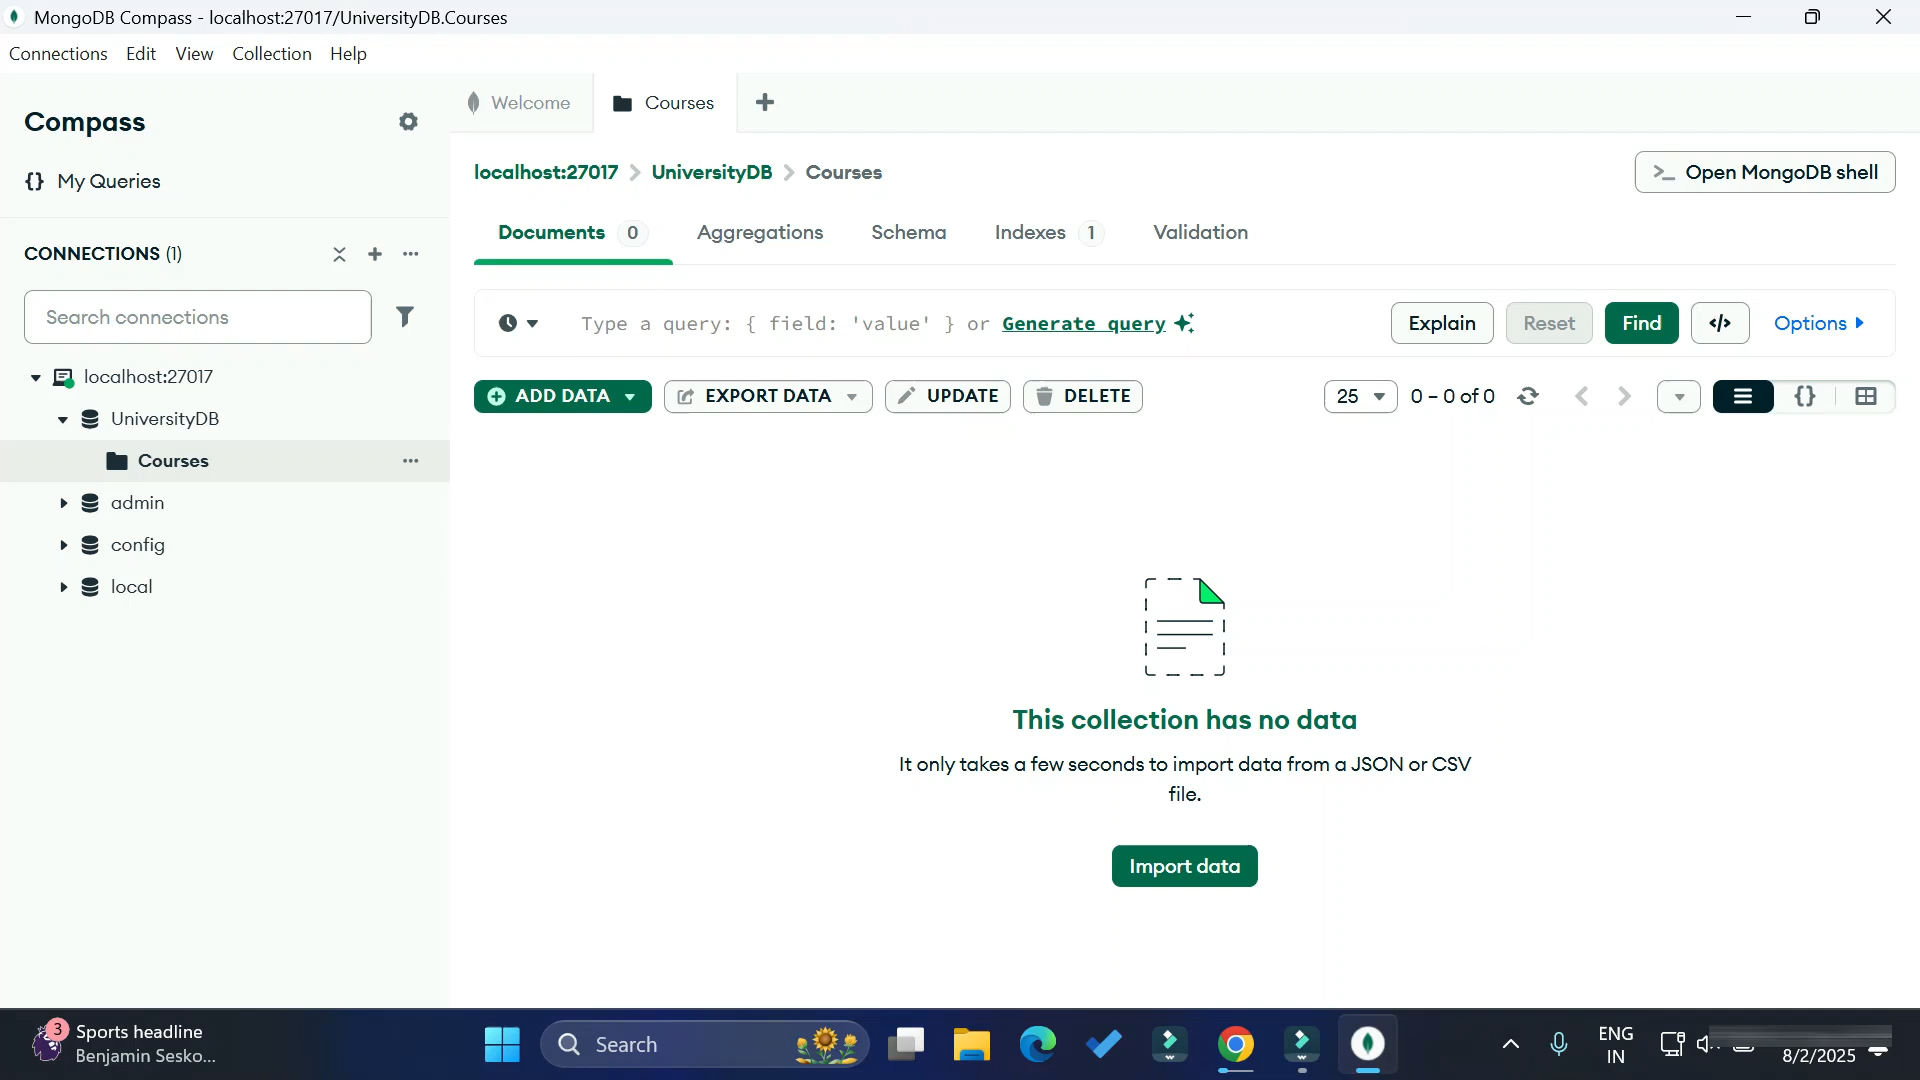 MongoDB Compass - localhost:27017/UniversityDB.Courses
Connections Edit View Collection Help
Compass
{} My Queries
CONNECTIONS (1)
Search connections
localhost:27017
UniversityDB
Courses
admin
config
local
Welcome Courses
localhost:27017 > UniversityDB > Courses
>_ Open MongoDB shell
Documents 0 Aggregations Schema Indexes 1 Validation
Type a query: { field: 'value' } or Generate query
Explain Reset Find </> Options
ADD DATA EXPORT DATA UPDATE DELETE
25 0 – 0 of 0 {}
This collection has no data
It only takes a few seconds to import data from a JSON or CSV
file.
Import data
3 Sports headline
Benjamin Sesko...
Search
ENG
IN
8/2/2025